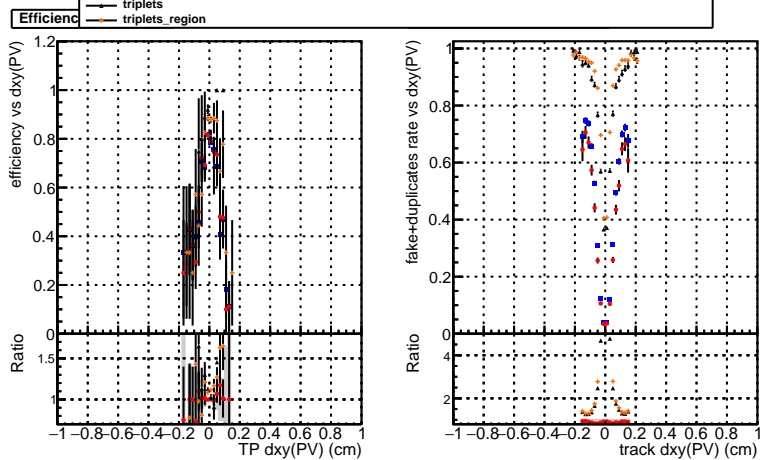 triplets
Efficienc
triplets_region
efficiency vs dxy(PV)
1.2
1
0.8
0.6
0.4
0.2
0
Ratio
1.5
1
−1 −0.8 −0.6 −0.4 −0.2 0 0.2 0.4 0.6 0.8 1
TP dxy(PV) (cm)
fake+duplicates rate vs dxy(PV)
1
0.8
0.6
0.4
0.2
0
Ratio
4
2
−1 −0.8 −0.6 −0.4 −0.2 0 0.2 0.4 0.6 0.8 1
track dxy(PV) (cm)